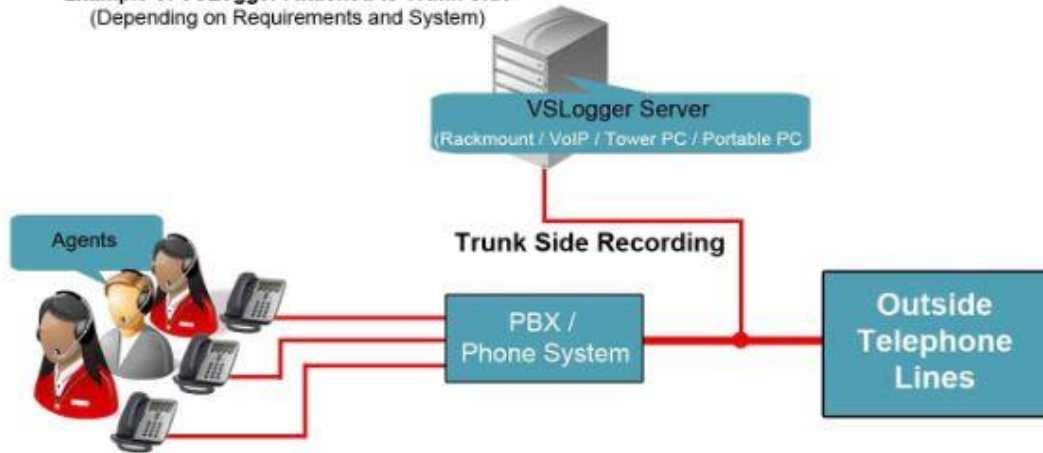 (Depending on Requirements and System)
VSLogger Server
(Rackmount / VoIP / Tower PC / Portable PC
Agents
Trunk Side Recording
PBX /
Phone System
Outside
Telephone
Lines